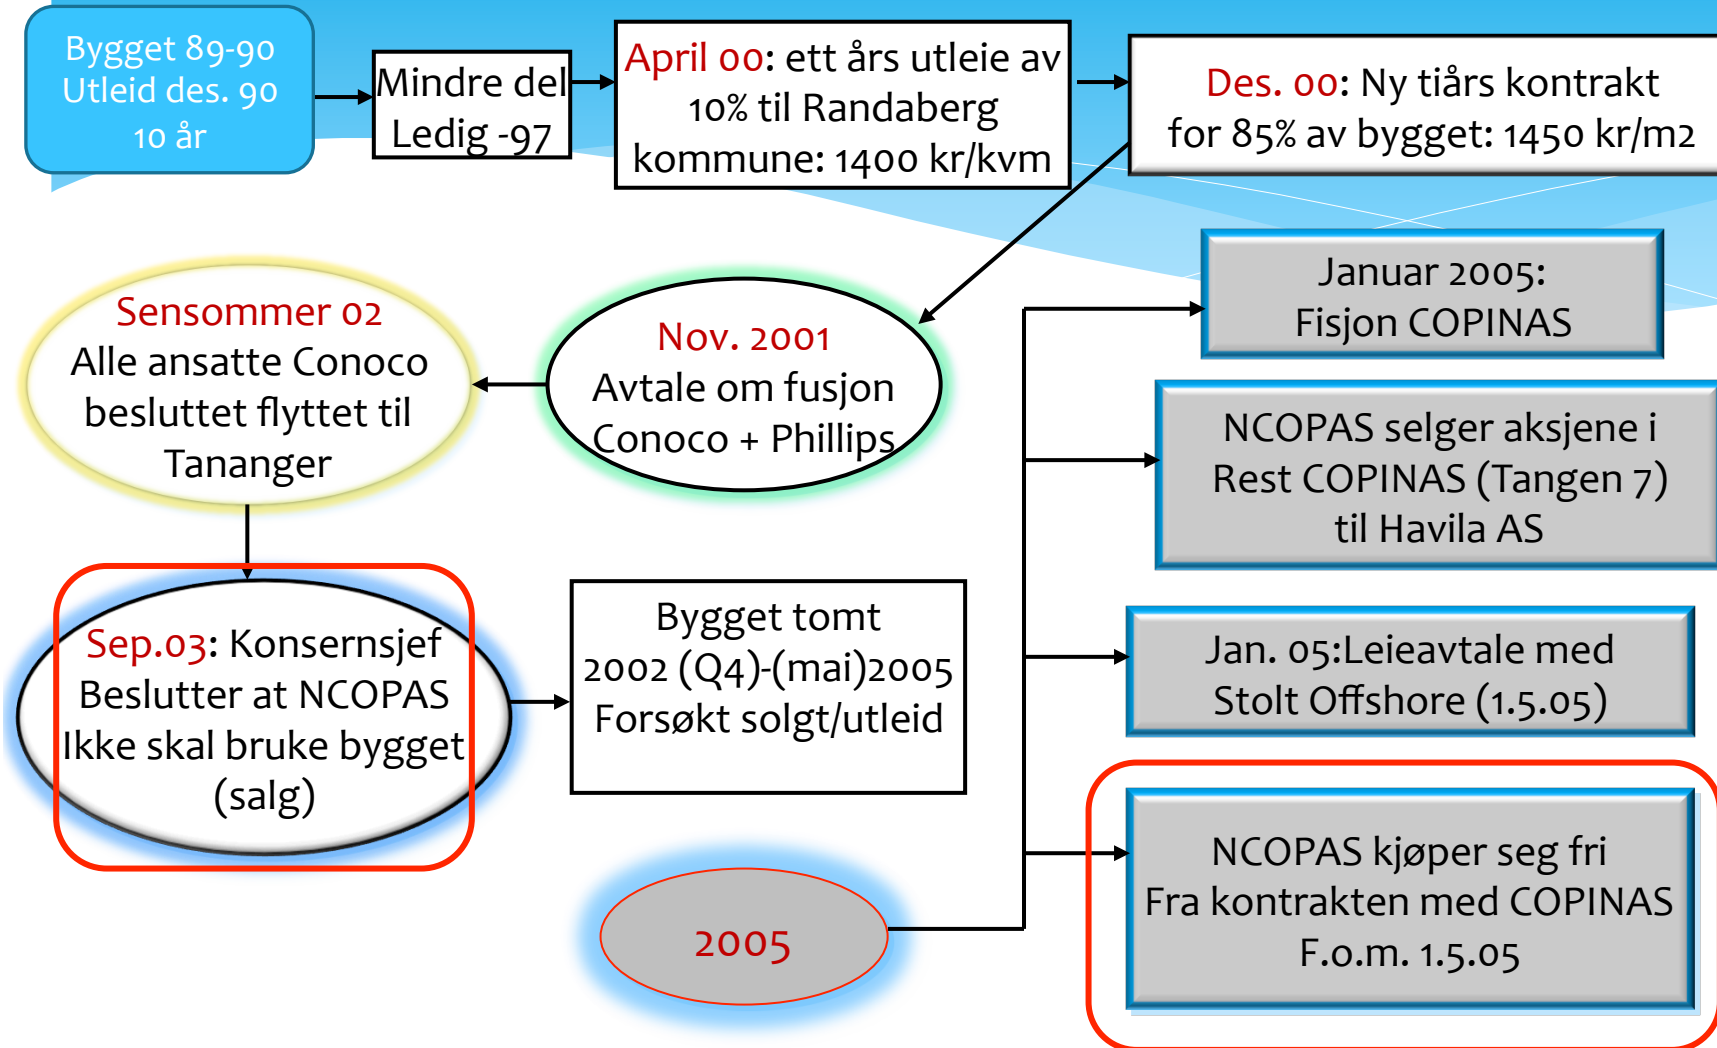 Bygget 89-90
Utleid des. 90
10 år
Mindre del
Ledig -97
April 00: ett års utleie av
10% til Randaberg
kommune: 1400 kr/kvm
Des. 00: Ny tiårs kontrakt
for 85% av bygget: 1450 kr/m2
Sensommer 02
Alle ansatte Conoco
besluttet flyttet til
Tananger
Nov. 2001
Avtale om fusjon
Conoco + Phillips
Sep.03: Konsernsjef
Beslutter at NCOPAS
Ikke skal bruke bygget
(salg)
Bygget tomt
2002 (Q4)-(mai)2005
Forsøkt solgt/utleid
2005
Januar 2005:
Fisjon COPINAS
NCOPAS selger aksjene i
Rest COPINAS (Tangen 7)
til Havila AS
Jan. 05:Leieavtale med
Stolt Offshore (1.5.05)
NCOPAS kjøper seg fri
Fra kontrakten med COPINAS
F.o.m. 1.5.05